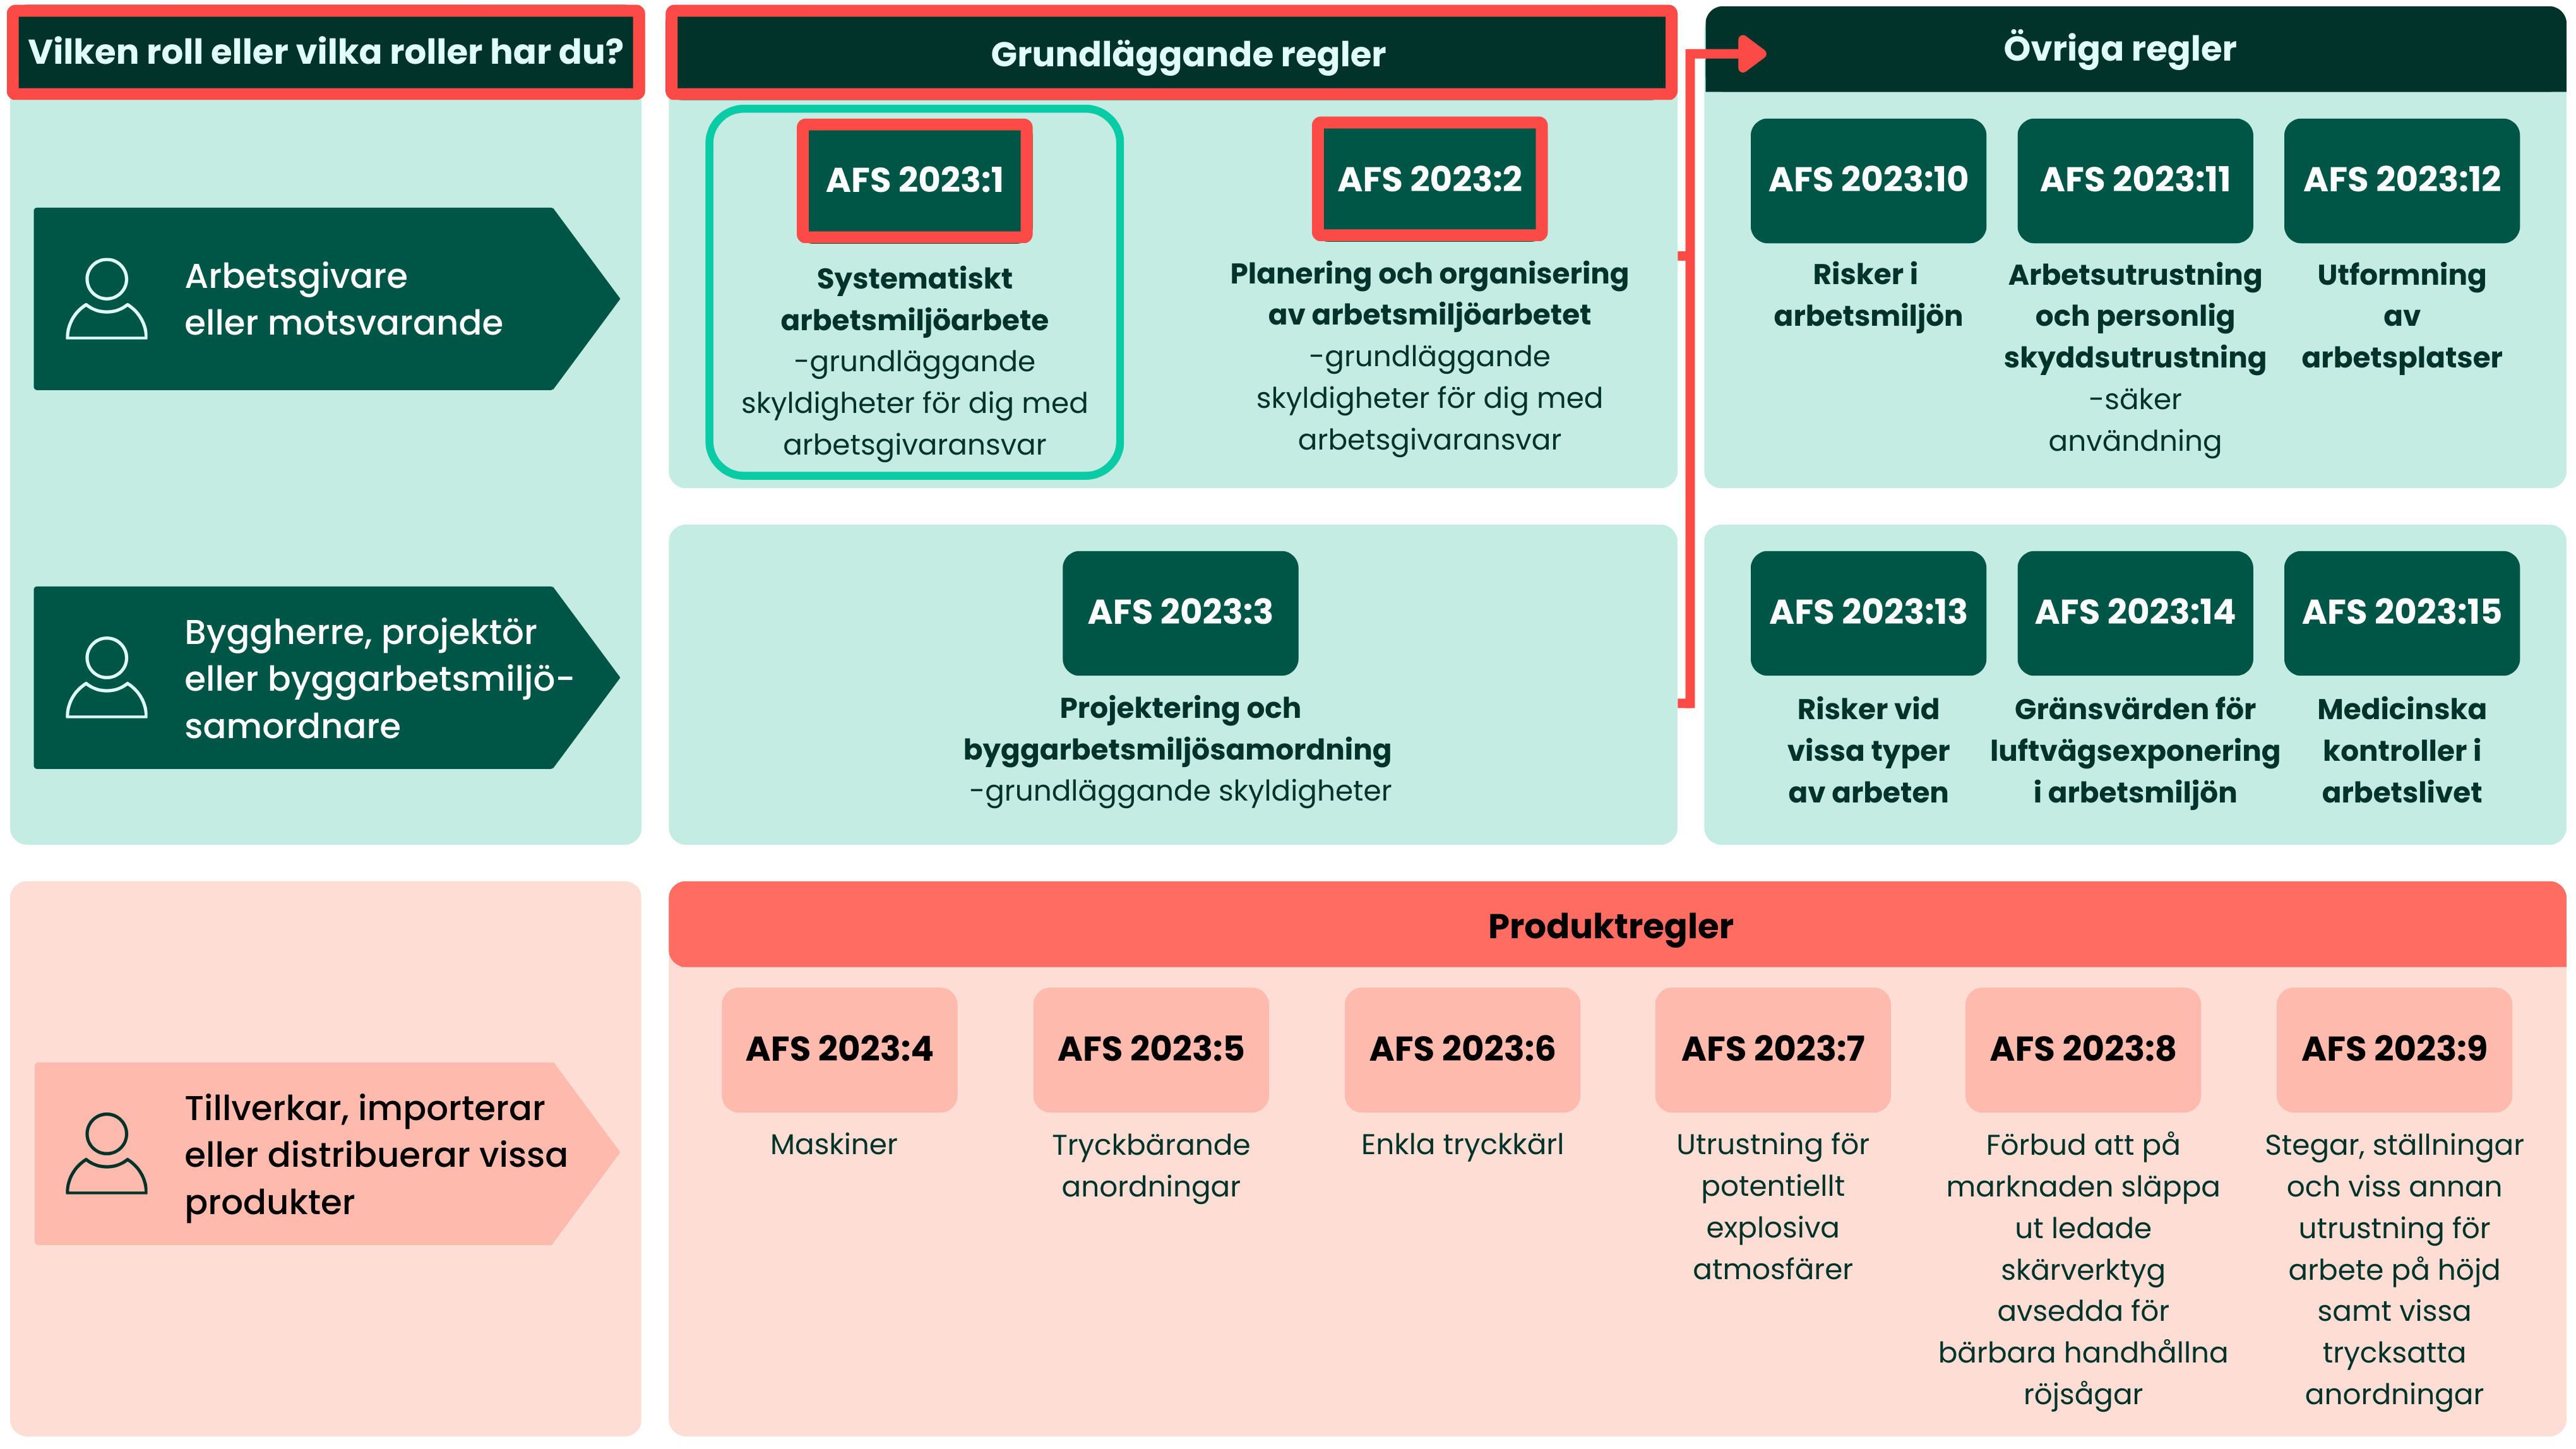 Vilken roll eller vilka roller har du?
Arbetsgivare
eller motsvarande
Byggherre, projektör
eller byggarbetsmiljö-
samordnare
Grundläggande regler
AFS 2023:1
Systematiskt
arbetsmiljöarbete
-grundläggande
skyldigheter för dig med
arbetsgivaransvar
AFS 2023:2
Planering och organisering
av arbetsmiljöarbetet
-grundläggande
skyldigheter för dig med
arbetsgivaransvar
AFS 2023:3
Projektering och
byggarbetsmiljösamordning
-grundläggande skyldigheter
Övriga regler
AFS 2023:10
Risker i
arbetsmiljön
AFS 2023:11
Arbetsutrustning
och personlig
skyddsutrustning
-säker
användning
AFS 2023:12
Utformning
av
arbetsplatser
AFS 2023:13
Risker vid
vissa typer
av arbeten
AFS 2023:14
Gränsvärden för
luftvägsexponering
i arbetsmiljön
AFS 2023:15
Medicinska
kontroller i
arbetslivet
Tillverkar, importerar
eller distribuerar vissa
produkter
Produktregler
AFS 2023:4
Maskiner
AFS 2023:5
Tryckbärande
anordningar
AFS 2023:6
Enkla tryckkärl
AFS 2023:7
Utrustning för
potentiellt
explosiva
atmosfärer
AFS 2023:8
Förbud att på
marknaden släppa
ut ledade
skärverktyg
avsedda för
bärbara handhållna
röjsågar
AFS 2023:9
Stegar, ställningar
och viss annan
utrustning för
arbete på höjd
samt vissa
trycksatta
anordningar